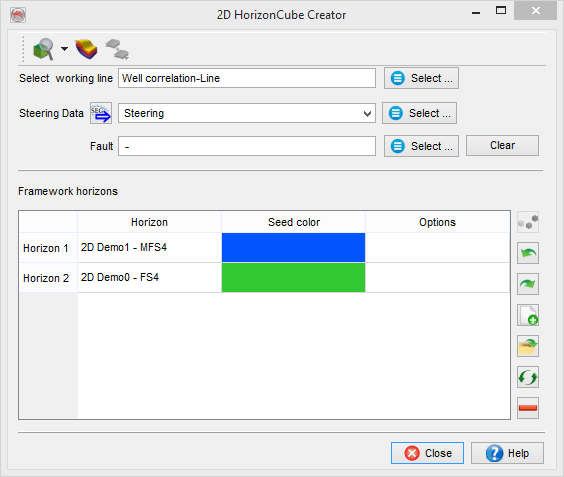 2D HorizonCube Creator
Select working line Well correlation-Line Select ...
Steering Data SEG Steering Select ...
Fault - Select ... Clear
Framework horizons
Horizon Seed color Options
Horizon 1 2D Demo1 - MFS4
Horizon 2 2D Demo0 - FS4
Close Help